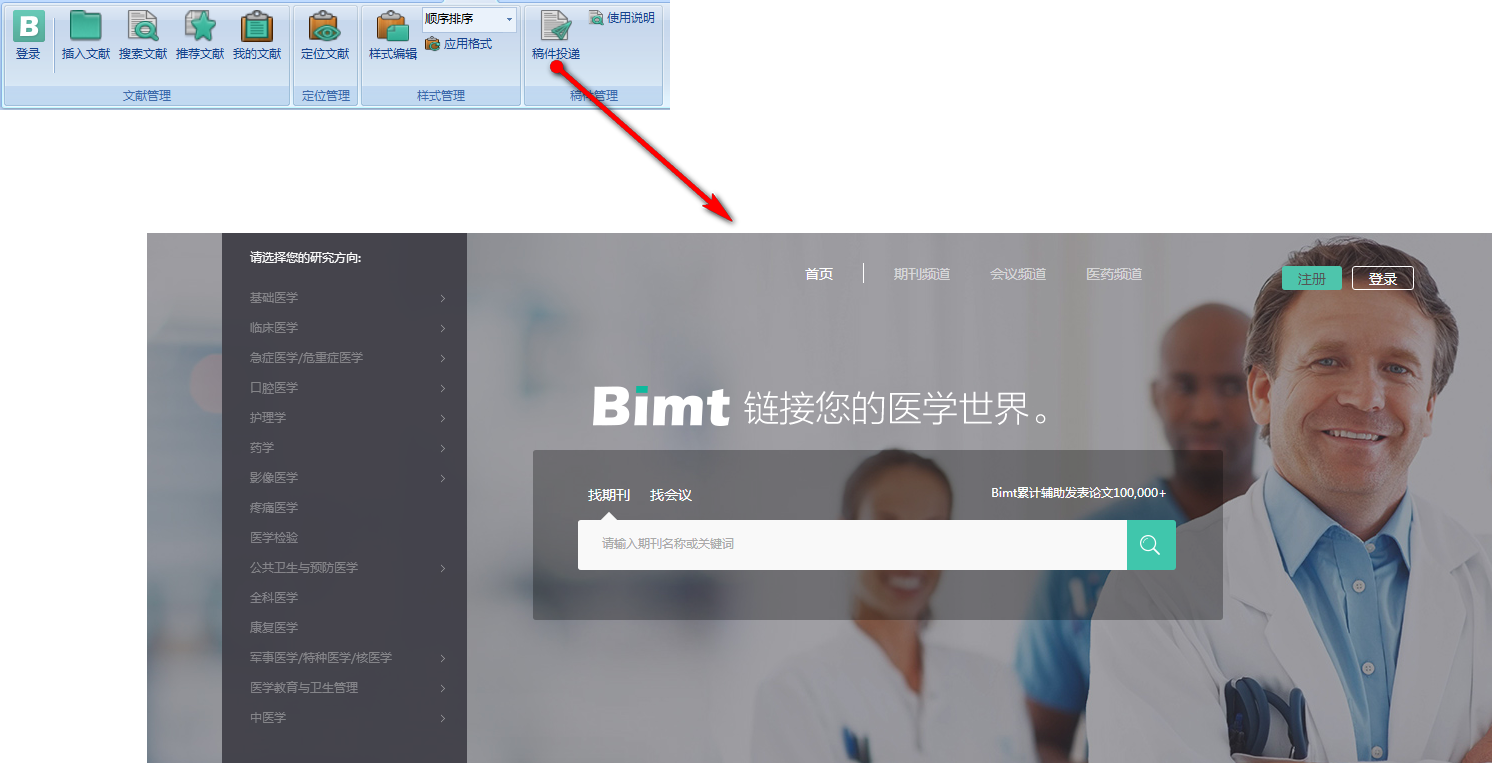 B
登录
插入文献
搜索文献
推荐文献
我的文献
文献管理
定位文献
定位管理
样式编辑
顺序排序
应用格式
样式管理
稿件投递
使用说明
稿件管理
请选择您的研究方向:
基础医学
临床医学
急症医学/危重症医学
口腔医学
护理学
药学
影像医学
疼痛医学
医学检验
公共卫生与预防医学
全科医学
康复医学
军事医学/特种医学/核医学
医学教育与卫生管理
中医学
首页
期刊频道
会议频道
医药频道
注册
登录
Bimt 链接您的医学世界。
找期刊
找会议
Bimt累计辅助发表论文100,000+
请输入期刊名称或关键词